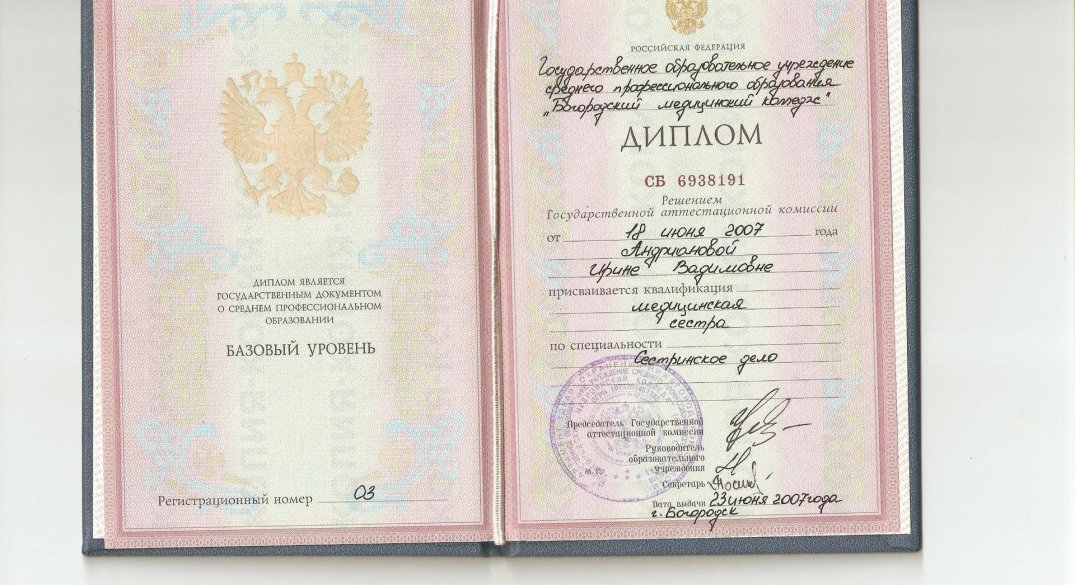 ДИПЛОМ ЯВЛЯЕТСЯ
ГОСУДАРСТВЕННЫМ ДОКУМЕНТОМ
О СРЕДНЕМ ПРОФЕССИОНАЛЬНОМ
ОБРАЗОВАНИИ
БАЗОВЫЙ УРОВЕНЬ
Регистрационный номер 03
РОССИЙСКАЯ ФЕДЕРАЦИЯ
Государственное образовательное учреждение
среднего профессионального образования
"Богородский медицинский колледж"
ДИПЛОМ
СБ 6938191
Решением
Государственной аттестационной комиссии
от 18 июня 2007 года
Андриановой
Ирине Вадимовне
присваивается квалификация
медицинская
сестра
по специальности
Сестринское дело
Председатель Государственной
аттестационной комиссии
Руководитель
образовательного
учреждения
М.П.
Секретарь
Дата выдачи 23 июня 2007 года
г. Богородск